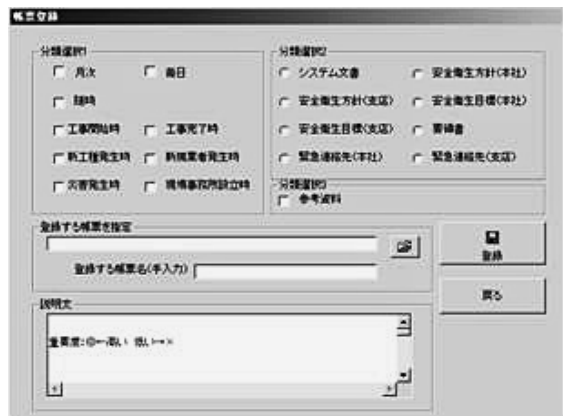 帳票登録
分類選択1
月次 毎日
随時
工事開始時 工事完了時
新工種発生時 新規業者発生時
災害発生時 現場事務所設立時
分類選択2
システム文書 安全衛生方針(本社)
安全衛生方針(支店) 安全衛生目標(本社)
安全衛生目標(支店) 要領書
緊急連絡先(本社) 緊急連絡先(支店)
分類選択3
参考資料
登録する帳票を指定
登録する帳票名(手入力)
登録
戻る
説明文
重要度:◎←高い 低い→×